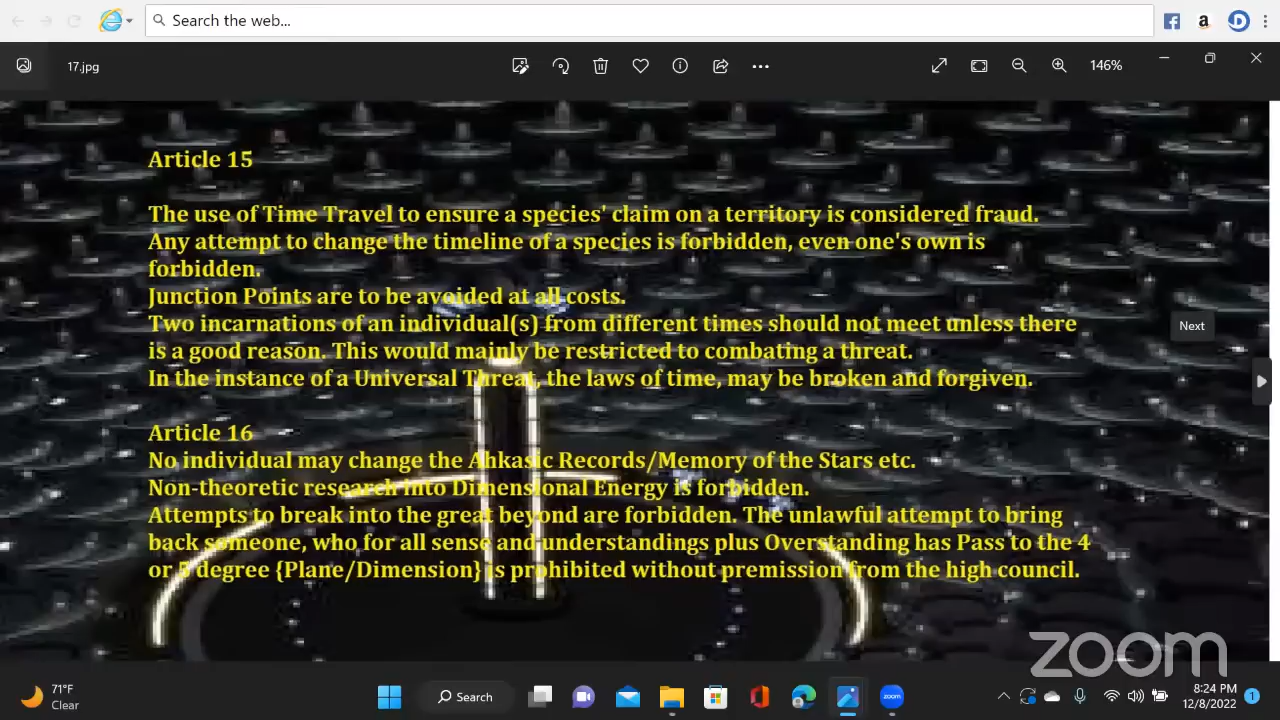 Search the web...
17.jpg
146%
Article 15
The use of Time Travel to ensure a species' claim on a territory is considered fraud.
Any attempt to change the timeline of a species is forbidden, even one's own is
forbidden.
Junction Points are to be avoided at all costs.
Two incarnations of an individual(s) from different times should not meet unless there
is a good reason. This would mainly be restricted to combating a threat.
In the instance of a Universal Threat, the laws of time, may be broken and forgiven.
Next
Article 16
No individual may change the Ahkasic Records/Memory of the Stars etc.
Non-theoretic research into Dimensional Energy is forbidden.
Attempts to break into the great beyond are forbidden. The unlawful attempt to bring
back someone, who for all sense and understandings plus Overstanding has Pass to the 4
or 5 degree {Plane/Dimension} is prohibited without premission from the high council.
zoom
71°F
Clear
Search
zoom
8:24 PM
12/8/2022
1